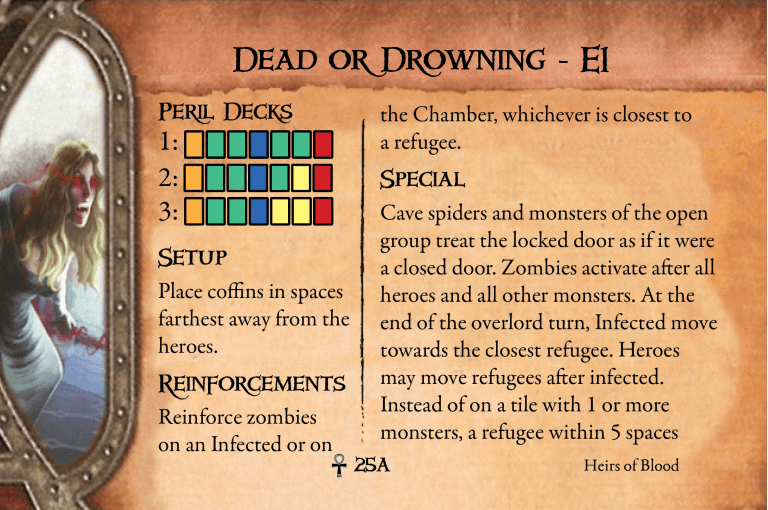 Dead or Drowning - E1
Peril Decks
1:
2:
3:
Setup
Place coffins in spaces
farthest away from the
heroes.
Reinforcements
Reinforce zombies
on an Infected or on
the Chamber, whichever is closest to
a refugee.
Special
Cave spiders and monsters of the open
group treat the locked door as if it were
a closed door. Zombies activate after all
heroes and all other monsters. At the
end of the overlord turn, Infected move
towards the closest refugee. Heroes
may move refugees after infected.
Instead of on a tile with 1 or more
monsters, a refugee within 5 spaces
25A
Heirs of Blood